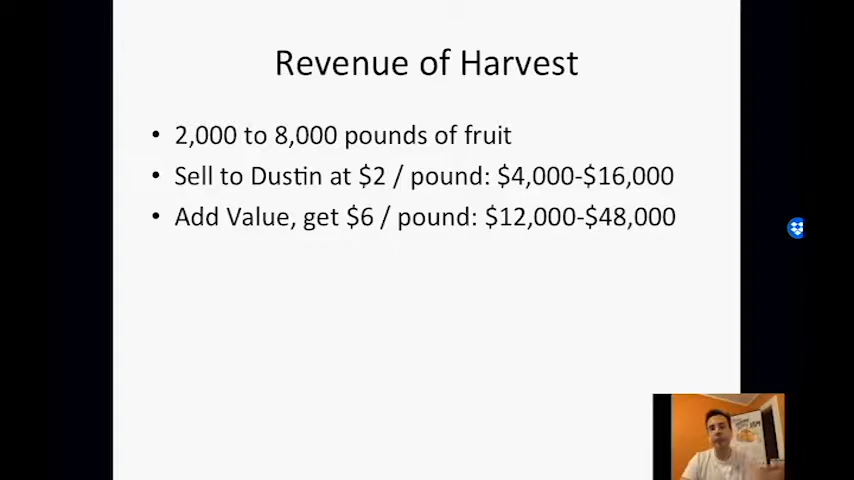 Revenue of Harvest
• 2,000 to 8,000 pounds of fruit
• Sell to Dustin at $2 / pound: $4,000-$16,000
• Add Value, get $6 / pound: $12,000-$48,000